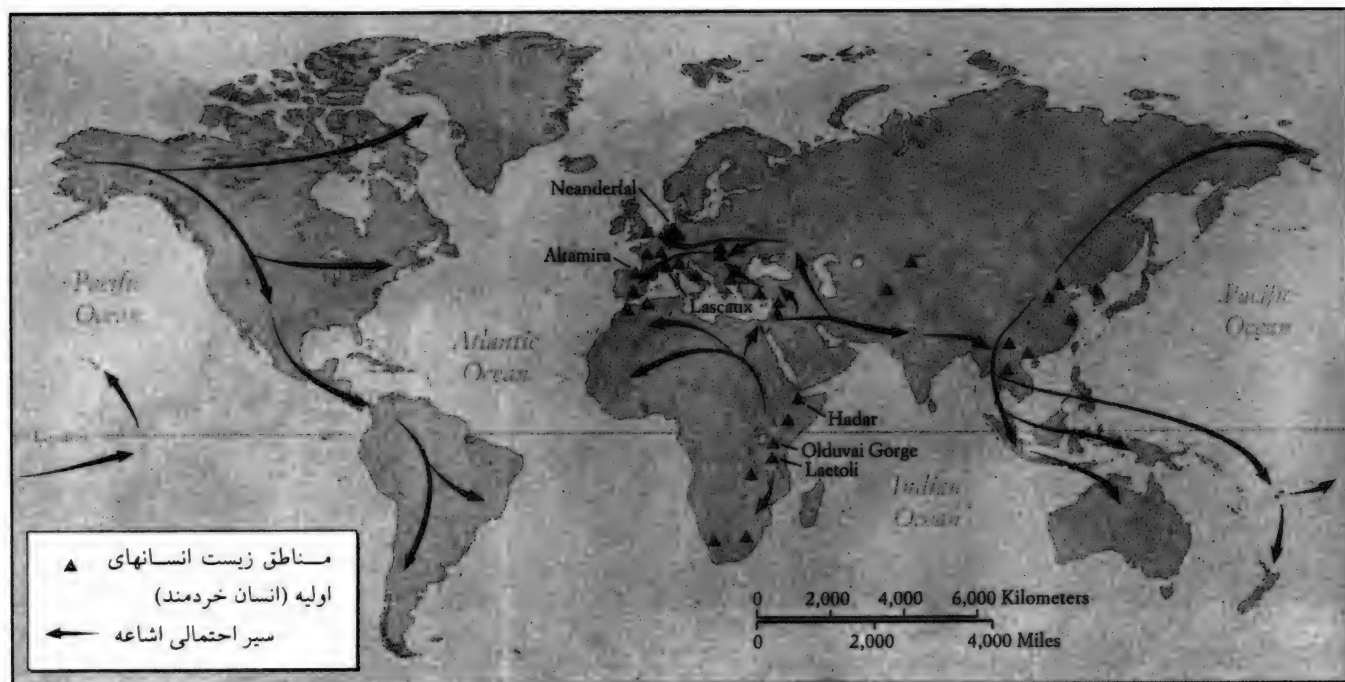 Neandertal
Altamira
Lascaux
Pacific
Ocean
Atlantic
Ocean
Pacific
Ocean
Hadar
Olduvai Gorge
Laetoli
Indian
Ocean
مناطق زیست انسانهای
اولیه (انسان خردمند)
سیر احتمالی اشاعه
0 2,000 4,000 6,000 Kilometers
0 2,000 4,000 Miles